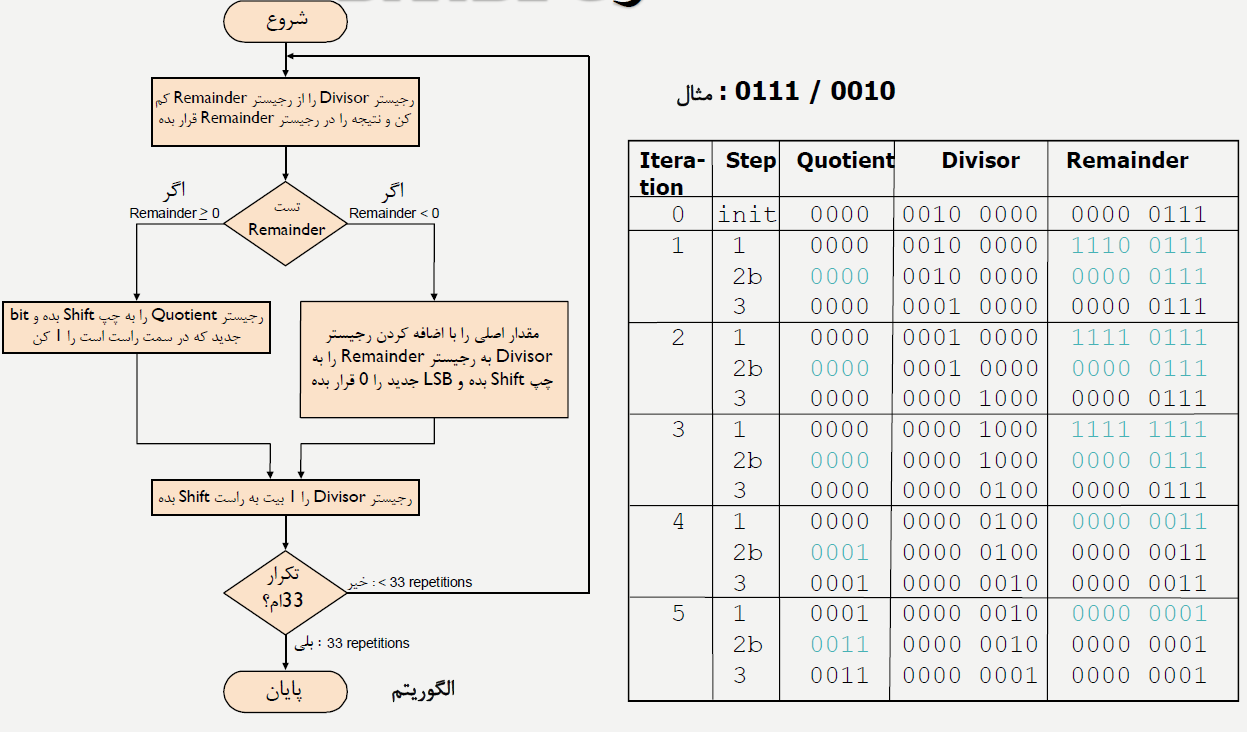 شروع
رجیستر Divisor را از رجیستر Remainder کم
کن و نتیجه را در رجیستر Remainder قرار بده
اگر
Remainder ≥ 0
تست
Remainder
اگر
Remainder < 0
رجیستر Quotient را به چپ Shift بده و bit
جدید که در سمت راست است را 1 کن
مقدار اصلی را با اضافه کردن رجیستر
Divisor به رجیستر Remainder را به
چپ Shift بده و LSB جدید را 0 قرار بده
رجیستر Divisor را 1 بیت به راست Shift بده
تکرار
33ام؟
خیر : < 33 repetitions
بلی : 33 repetitions
پایان
الگوریتم
مثال : 0111 / 0010
Itera- Step Quotient Divisor Remainder
tion
0 init 0000 0010 0000 0000 0111
1 1 0000 0010 0000 1110 0111
2b 0000 0010 0000 0000 0111
3 0000 0001 0000 0000 0111
2 1 0000 0001 0000 1111 0111
2b 0000 0001 0000 0000 0111
3 0000 0000 1000 0000 0111
3 1 0000 0000 1000 1111 1111
2b 0000 0000 1000 0000 0111
3 0000 0000 0100 0000 0111
4 1 0000 0000 0100 0000 0011
2b 0001 0000 0100 0000 0011
3 0001 0000 0010 0000 0011
5 1 0001 0000 0010 0000 0001
2b 0011 0000 0010 0000 0001
3 0011 0000 0001 0000 0001